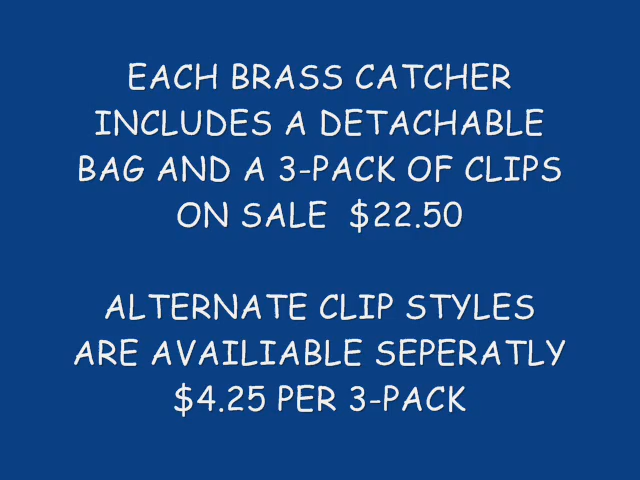 EACH BRASS CATCHER
INCLUDES A DETACHABLE
BAG AND A 3-PACK OF CLIPS
ON SALE $22.50
ALTERNATE CLIP STYLES
ARE AVAILIABLE SEPERATLY
$4.25 PER 3-PACK